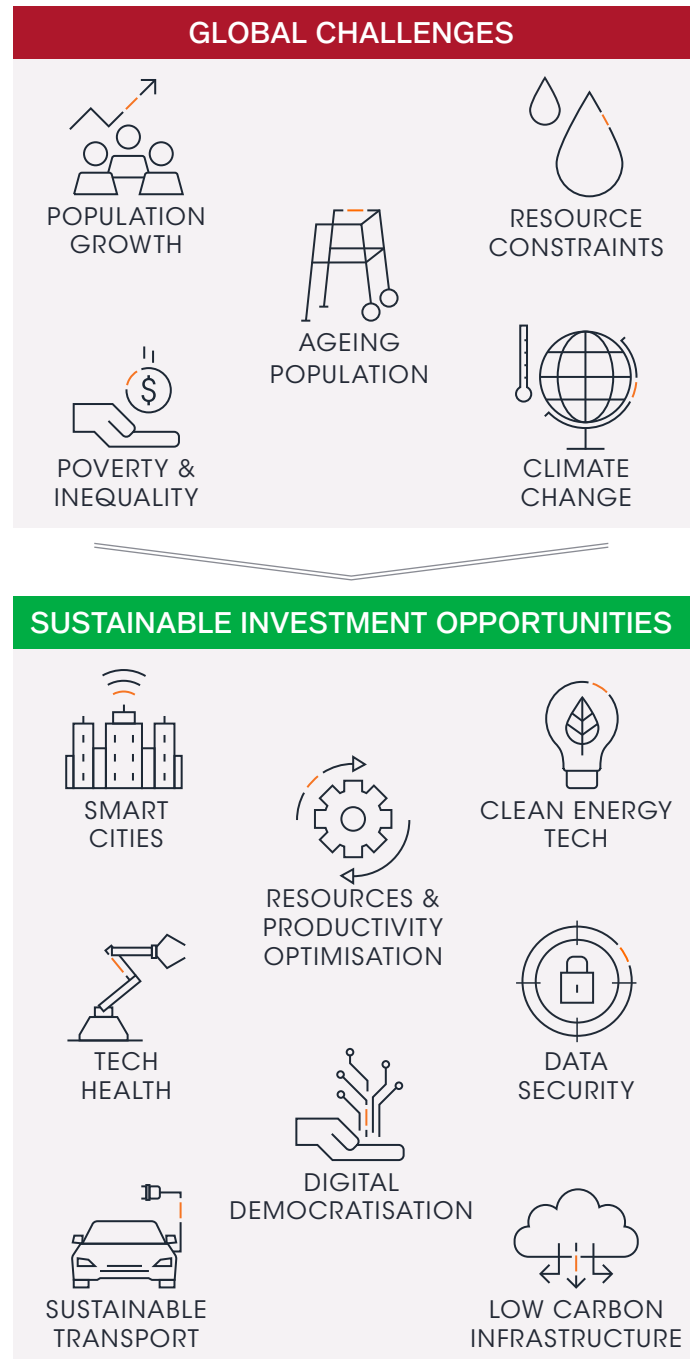 GLOBAL CHALLENGES
POPULATION
GROWTH
RESOURCE
CONSTRAINTS
AGEING
POPULATION
$
POVERTY &
INEQUALITY
CLIMATE
CHANGE
SUSTAINABLE INVESTMENT OPPORTUNITIES
SMART
CITIES
CLEAN ENERGY
TECH
RESOURCES &
PRODUCTIVITY
OPTIMISATION
TECH
HEALTH
DATA
SECURITY
DIGITAL
DEMOCRATISATION
SUSTAINABLE
TRANSPORT
LOW CARBON
INFRASTRUCTURE